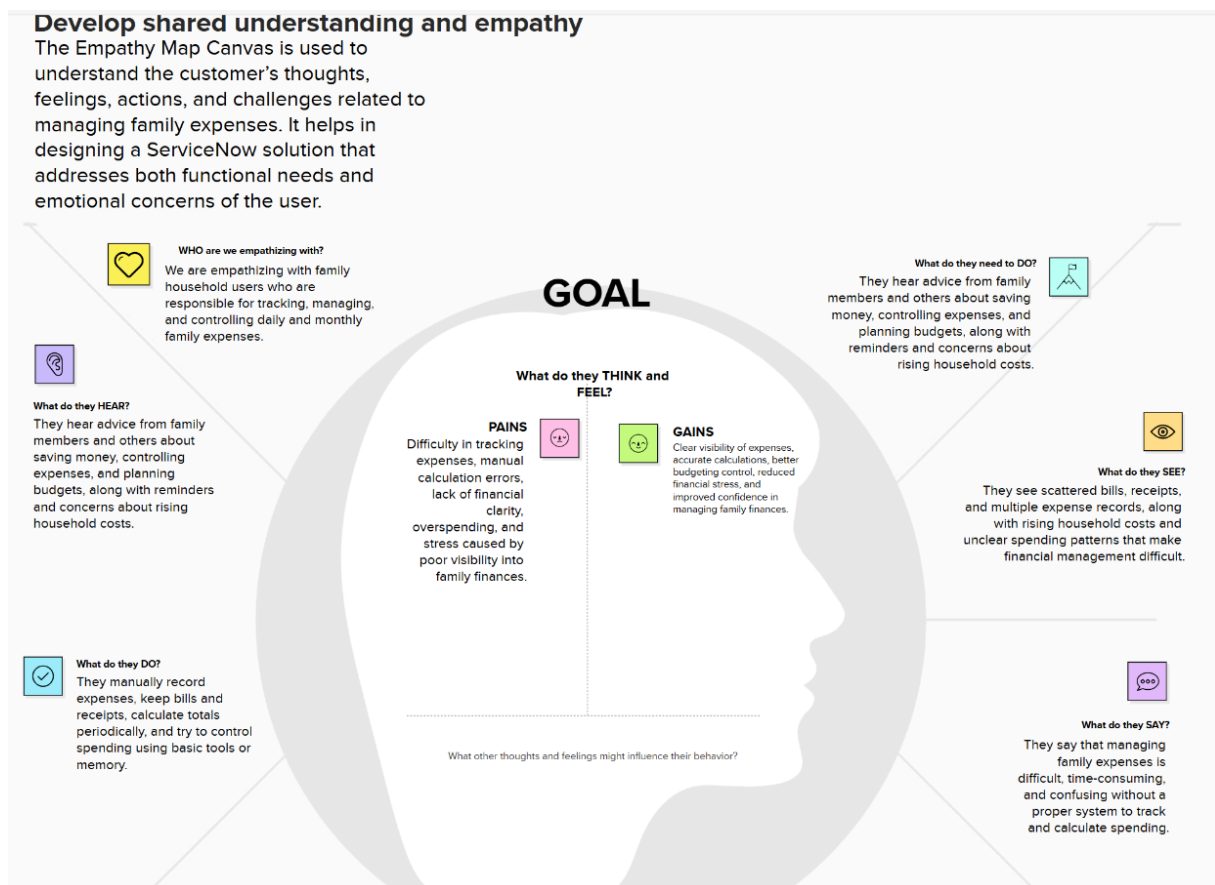 Develop shared understanding and empathy
The Empathy Map Canvas is used to
understand the customer's thoughts,
feelings, actions, and challenges related to
managing family expenses. It helps in
designing a ServiceNow solution that
addresses both functional needs and
emotional concerns of the user.
WHO are we empathizing with?
We are empathizing with family
household users who are
responsible for tracking, managing,
and controlling daily and monthly
family expenses.
GOAL
What do they need to DO?
They hear advice from family
members and others about saving
money, controlling expenses, and
planning budgets, along with
reminders and concerns about
rising household costs.
What do they HEAR?
They hear advice from family
members and others about
saving money, controlling
expenses, and planning
budgets, along with reminders
and concerns about rising
household costs.
What do they THINK and
FEEL?
PAINS
Difficulty in tracking
expenses, manual
calculation errors,
lack of financial
clarity,
overspending, and
stress caused by
poor visibility into
family finances.
GAINS
Clear visibility of expenses,
accurate calculations, better
budgeting control, reduced
financial stress, and
improved confidence in
managing family finances.
What do they SEE?
They see scattered bills, receipts,
and multiple expense records, along
with rising household costs and
unclear spending patterns that make
financial management difficult.
What do they DO?
They manually record
expenses, keep bills and
receipts, calculate totals
periodically, and try to control
spending using basic tools or
memory.
What other thoughts and feelings might influence their behavior?
What do they SAY?
They say that managing
family expenses is
difficult, time-consuming,
and confusing without a
proper system to track
and calculate spending.